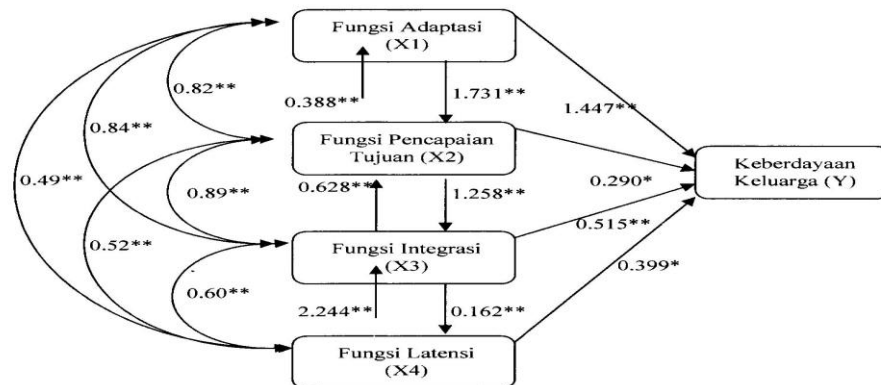 Fungsi Adaptasi
(X1)
0.82**
0.388**
1.731**
1.447**
0.84**
Fungsi Pencapaian
Tujuan (X2)
Keberdayaan
Keluarga (Y)
0.49**
0.89**
0.628**
1.258**
0.290*
0.515**
0.52**
Fungsi Integrasi
(X3)
0.399*
0.60**
2.244**
0.162**
Fungsi Latensi
(X4)